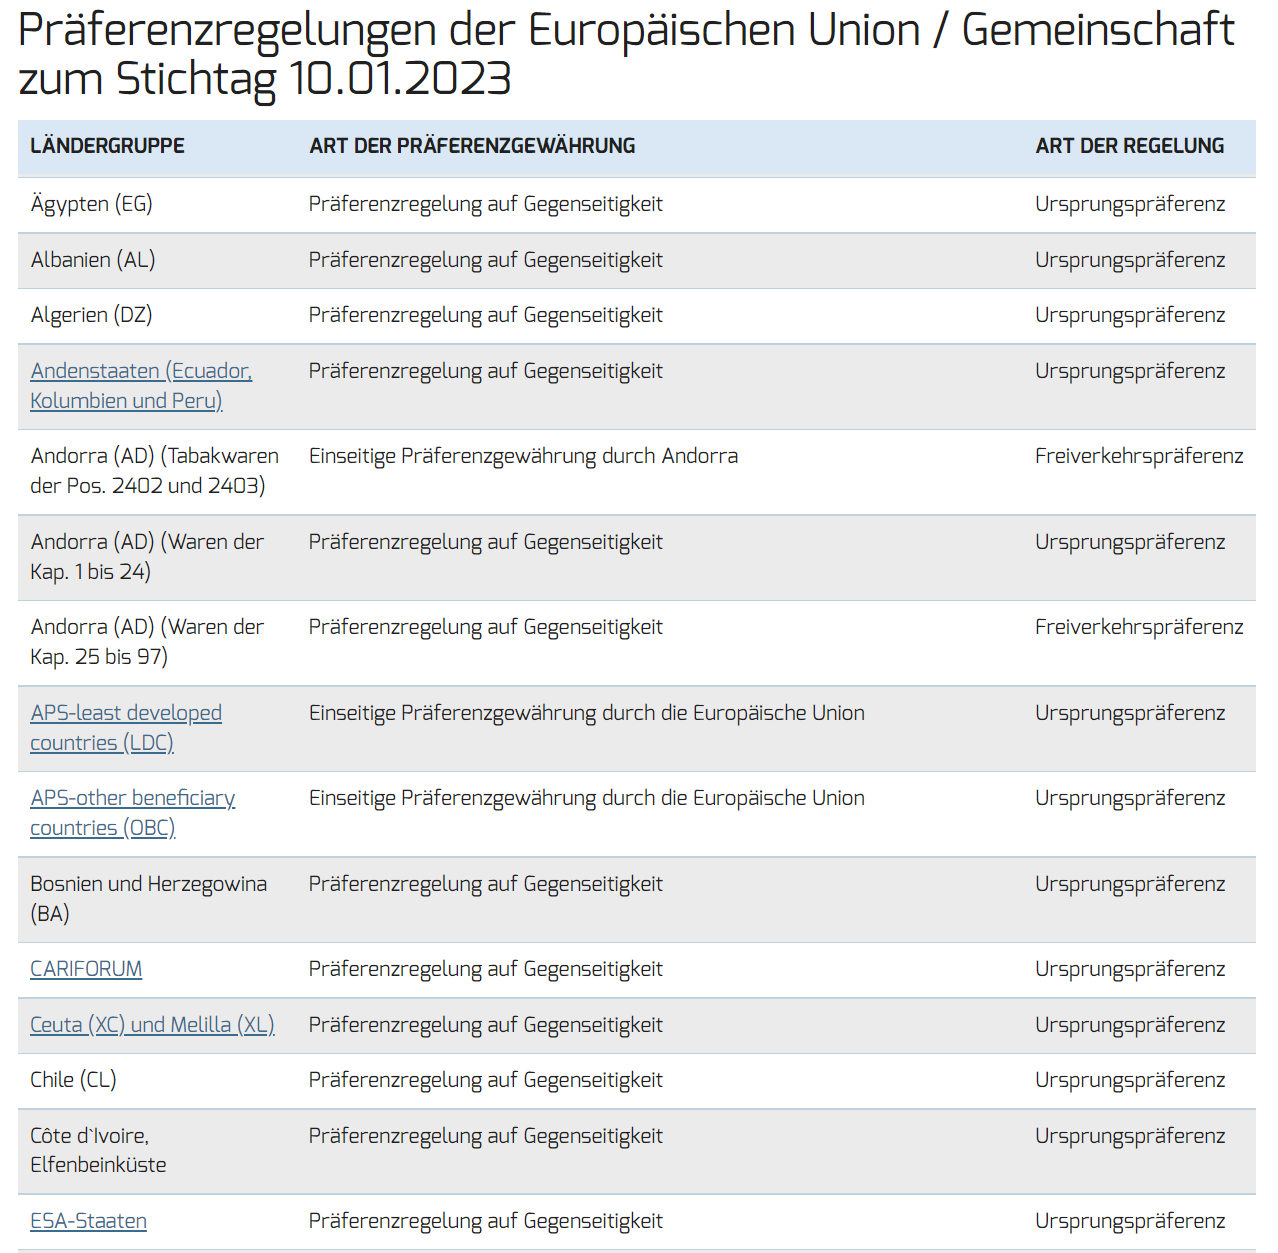 Präferenzregelungen der Europäischen Union / Gemeinschaft
zum Stichtag 10.01.2023
LÄNDERGRUPPE ART DER PRÄFERENZGEWÄHRUNG ART DER REGELUNG
Ägypten (EG) Präferenzregelung auf Gegenseitigkeit Ursprungspräferenz
Albanien (AL) Präferenzregelung auf Gegenseitigkeit Ursprungspräferenz
Algerien (DZ) Präferenzregelung auf Gegenseitigkeit Ursprungspräferenz
Andenstaaten (Ecuador, Präferenzregelung auf Gegenseitigkeit Ursprungspräferenz
Kolumbien und Peru)
Andorra (AD) (Tabakwaren Einseitige Präferenzgewährung durch Andorra Freiverkehrspräferenz
der Pos. 2402 und 2403)
Andorra (AD) (Waren der Präferenzregelung auf Gegenseitigkeit Ursprungspräferenz
Kap. 1 bis 24)
Andorra (AD) (Waren der Präferenzregelung auf Gegenseitigkeit Freiverkehrspräferenz
Kap. 25 bis 97)
APS-least developed Einseitige Präferenzgewährung durch die Europäische Union Ursprungspräferenz
countries (LDC)
APS-other beneficiary Einseitige Präferenzgewährung durch die Europäische Union Ursprungspräferenz
countries (OBC)
Bosnien und Herzegowina Präferenzregelung auf Gegenseitigkeit Ursprungspräferenz
(BA)
CARIFORUM Präferenzregelung auf Gegenseitigkeit Ursprungspräferenz
Ceuta (XC) und Melilla (XL) Präferenzregelung auf Gegenseitigkeit Ursprungspräferenz
Chile (CL) Präferenzregelung auf Gegenseitigkeit Ursprungspräferenz
Côte d`Ivoire, Präferenzregelung auf Gegenseitigkeit Ursprungspräferenz
Elfenbeinküste
ESA-Staaten Präferenzregelung auf Gegenseitigkeit Ursprungspräferenz